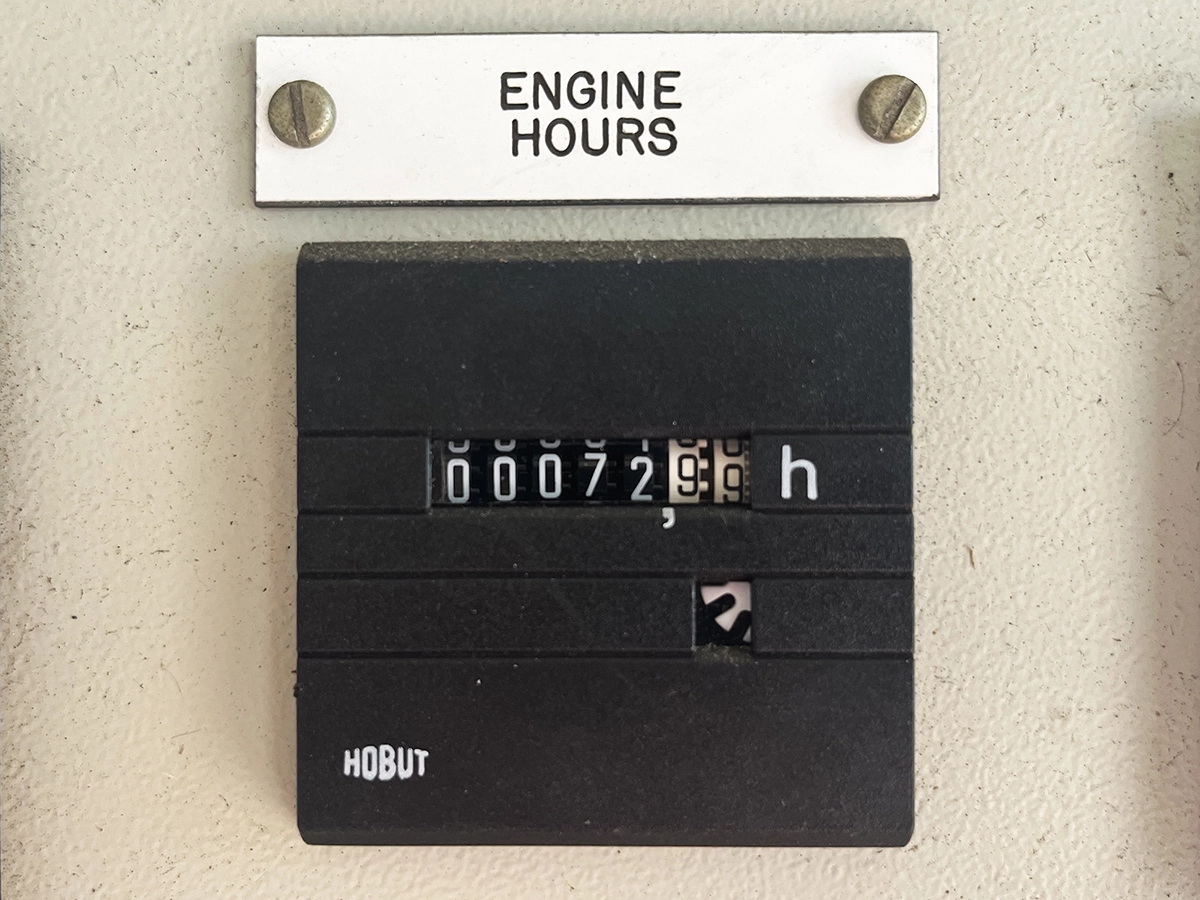 ENGINE
HOURS
00072,99 h
HOBUT